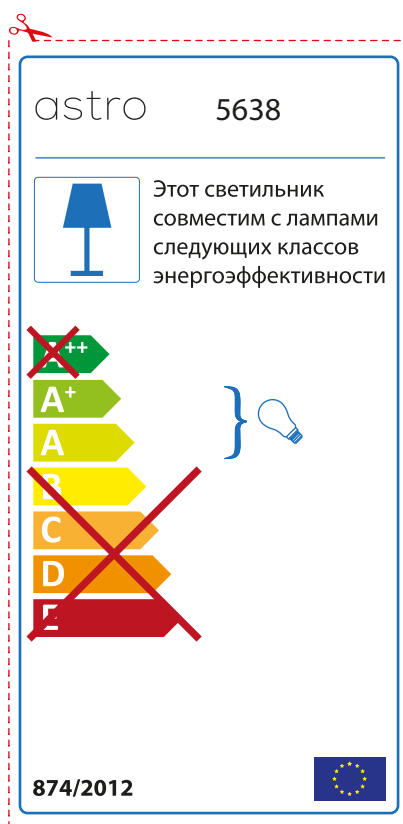 astro 5638
Этот светильник
совместим с лампами
следующих классов
энергоэффективности
A++
A+
A
B
C
D
E
874/2012